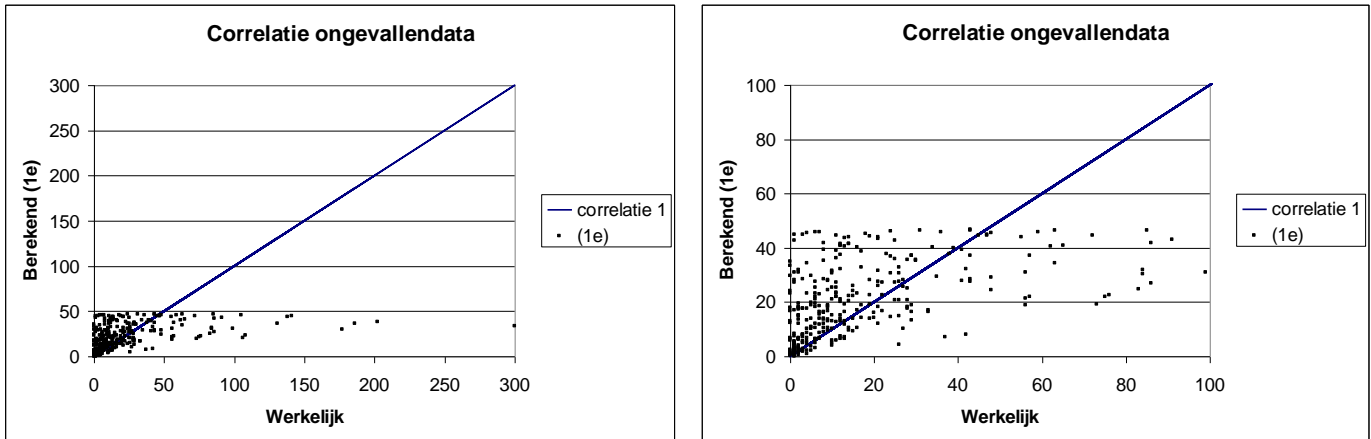 Correlatie ongevallendata
300
250
200
150
100
50
0
0 50 100 150 200 250 300
Berekend (1e)
Werkelijk
correlatie 1
(1e)
Correlatie ongevallendata
100
80
60
40
20
0
0 20 40 60 80 100
Berekend (1e)
Werkelijk
correlatie 1
(1e)